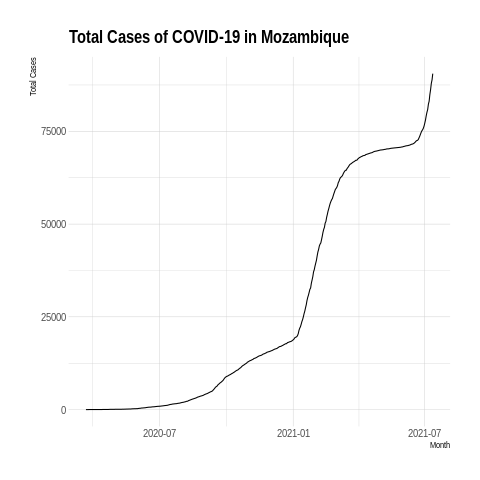 Total Cases of COVID-19 in Mozambique
Total Cases
75000
50000
25000
0
2020-07
2021-01
2021-07
Month